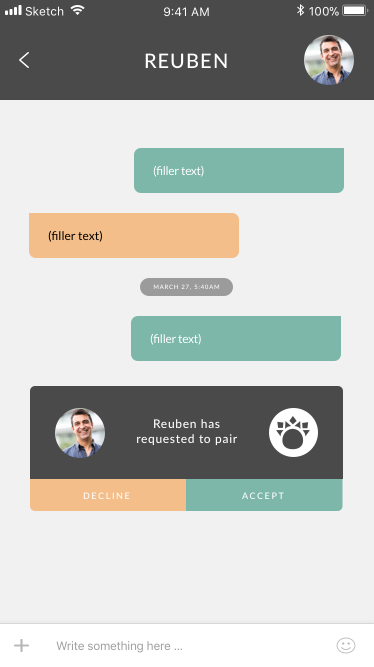 Sketch
9:41 AM
100%
REUBEN
(filler text)
(filler text)
MARCH 27, 5:40AM
(filler text)
Reuben has
requested to pair
DECLINE
ACCEPT
Write something here ...